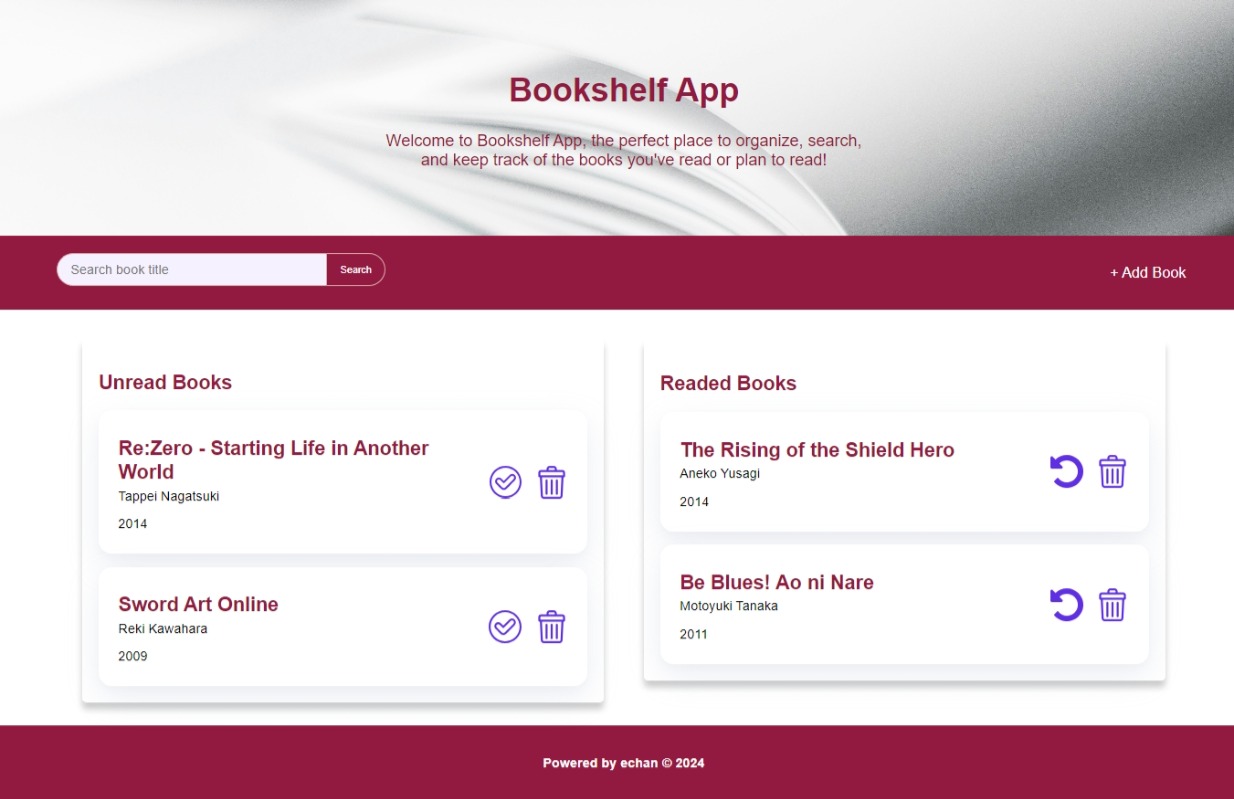 Bookshelf App
Welcome to Bookshelf App, the perfect place to organize, search,
and keep track of the books you've read or plan to read!
Search book title
Search
+ Add Book
Unread Books
Re:Zero - Starting Life in Another
World
Tappei Nagatsuki
2014
Sword Art Online
Reki Kawahara
2009
Readed Books
The Rising of the Shield Hero
Aneko Yusagi
2014
Be Blues! Ao ni Nare
Motoyuki Tanaka
2011
Powered by echan © 2024